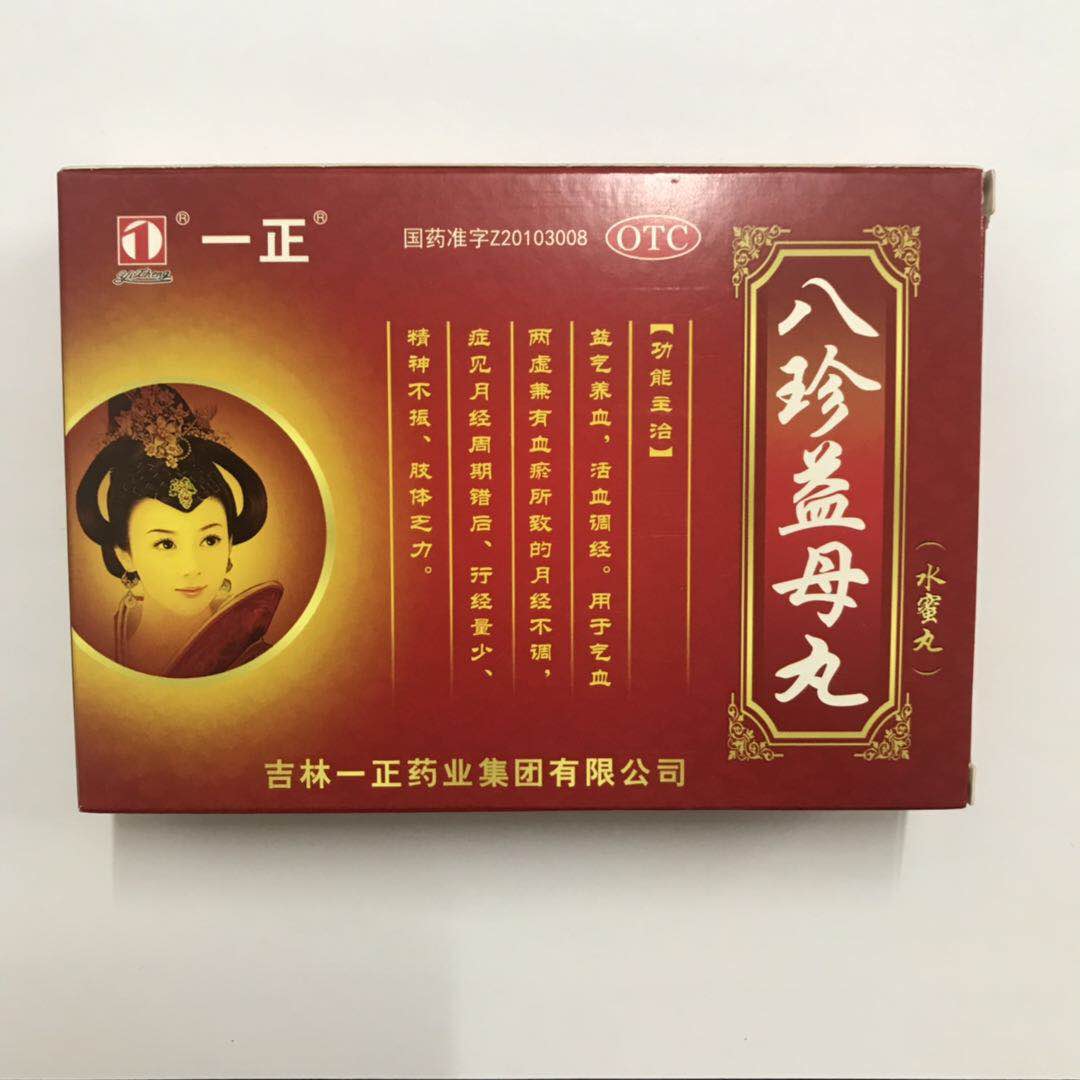 一正
国药准字Z20103008
OTC
八珍益母丸
(水蜜丸)
【功能主治】
益气养血,活血调经。用于气血
两虚兼有血瘀所致的月经不调,
症见月经周期错后、行经量少、
精神不振、肢体乏力。
吉林一正药业集团有限公司